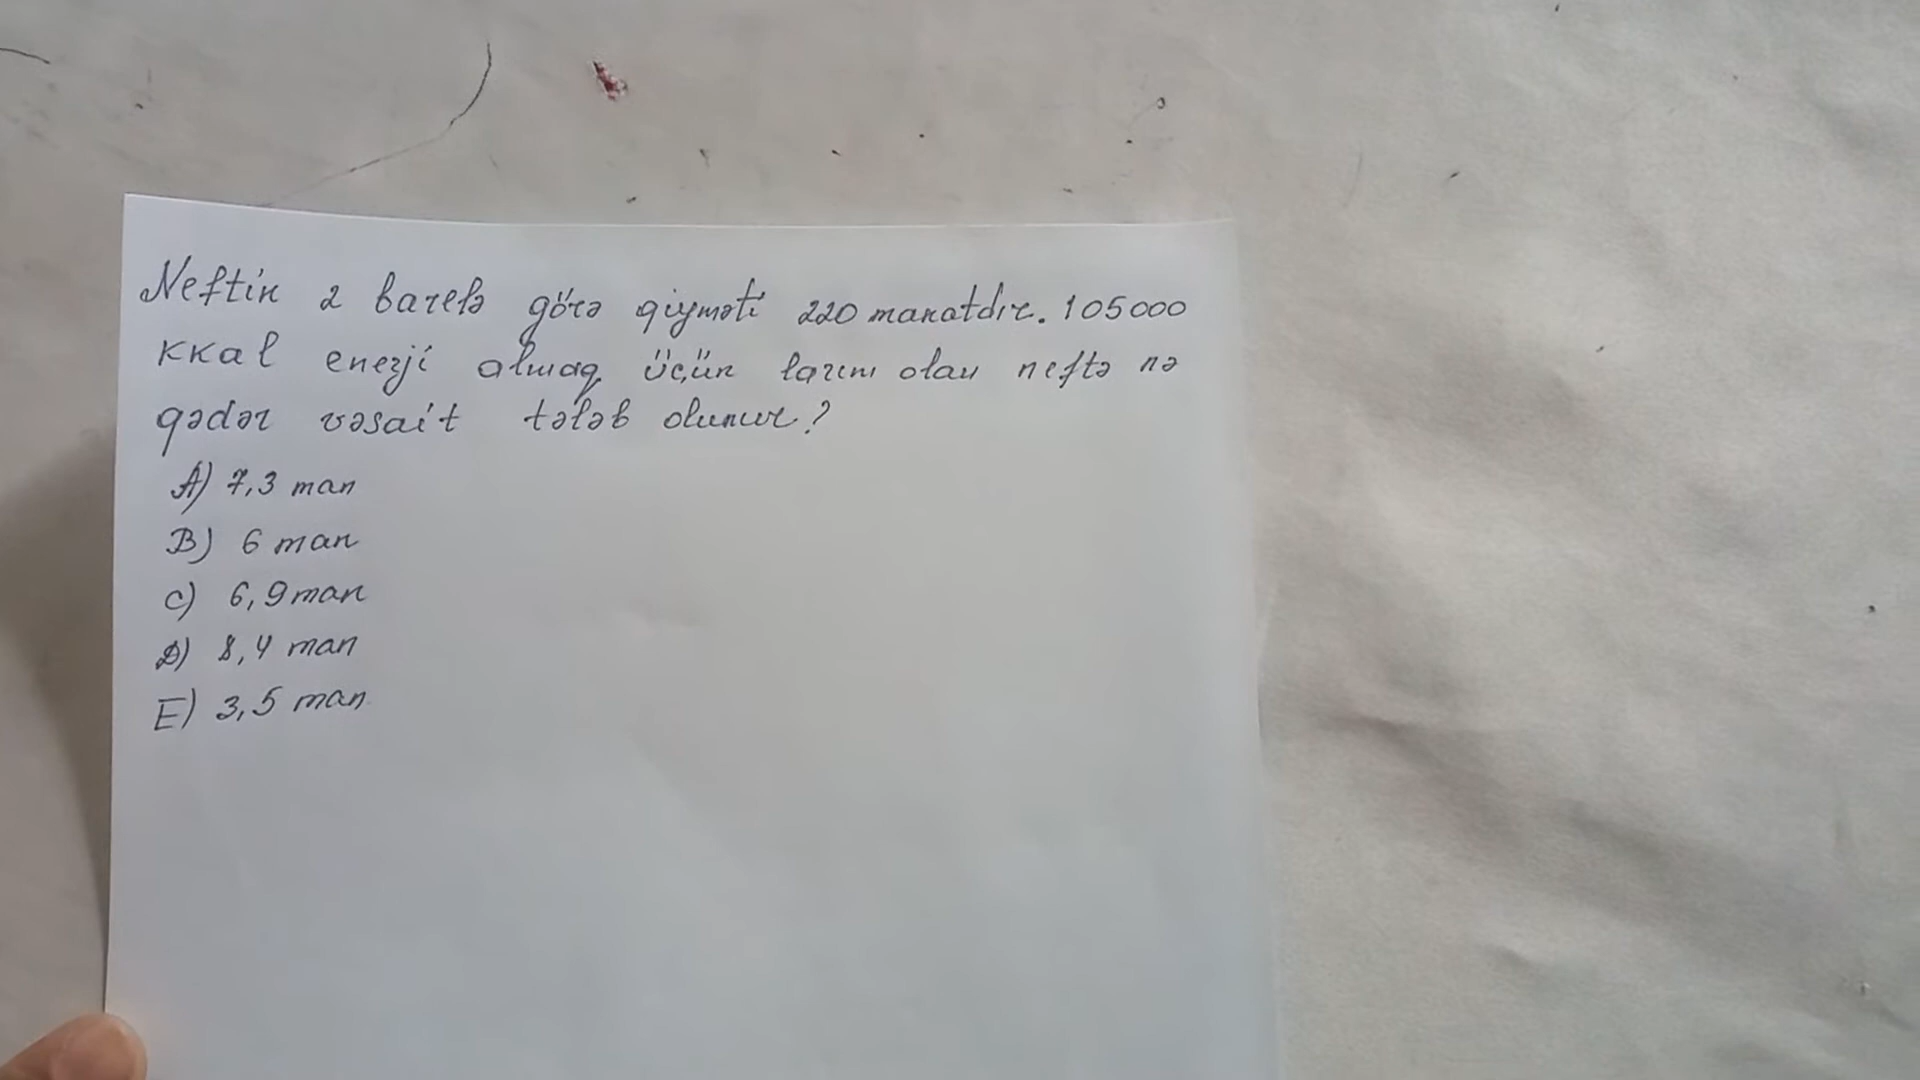 Neftin 2 barelə görə qiyməti 220 manatdır. 105000
kkal enerji almaq üçün lazım olan neftə nə
qədər vəsait tələb olunur?
A) 7,3 man
B) 6 man
C) 6,9 man
D) 8,4 man
E) 3,5 man